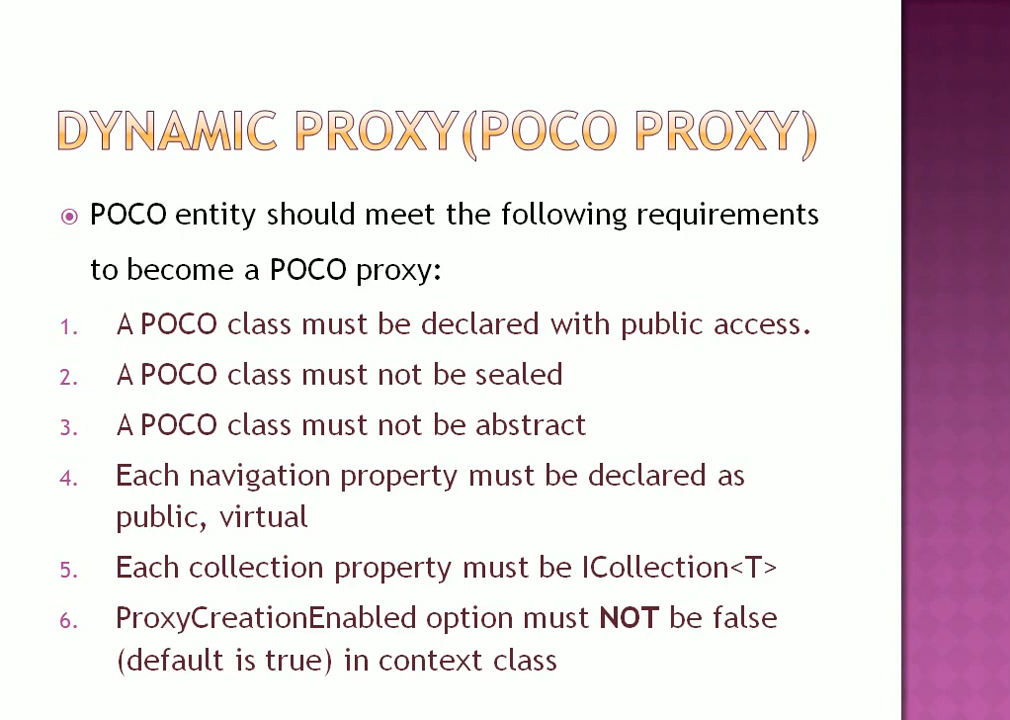 DYNAMIC PROXY(POCO PROXY)
POCO entity should meet the following requirements
to become a POCO proxy:
1. A POCO class must be declared with public access.
2. A POCO class must not be sealed
3. A POCO class must not be abstract
4. Each navigation property must be declared as
public, virtual
5. Each collection property must be ICollection<T>
6. ProxyCreationEnabled option must NOT be false
(default is true) in context class